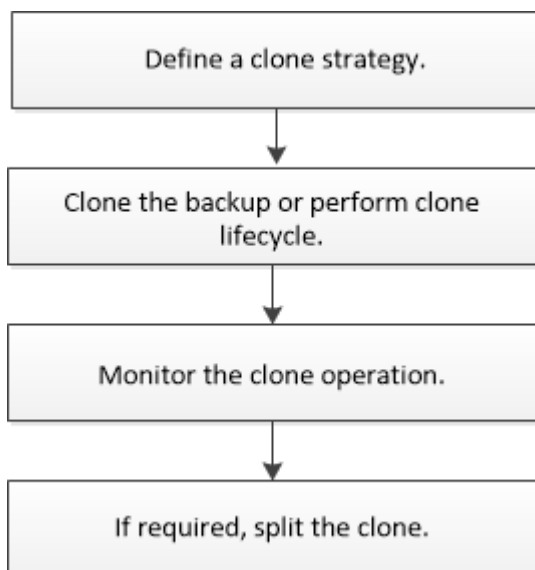 Define a clone strategy.
Clone the backup or perform clone
lifecycle.
Monitor the clone operation.
If required, split the clone.